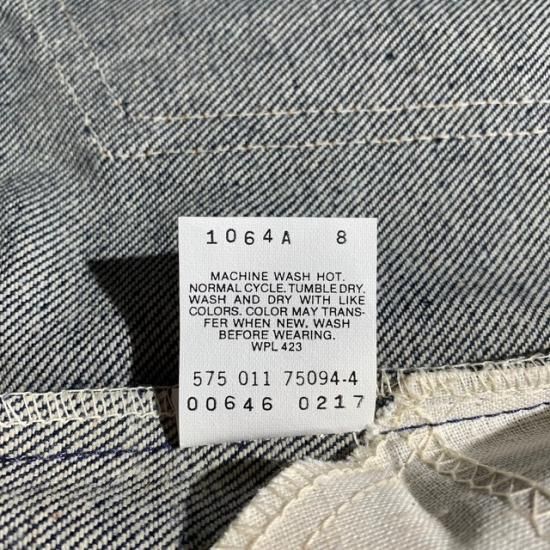 1064A 8
MACHINE WASH HOT.
NORMAL CYCLE. TUMBLE DRY.
WASH AND DRY WITH LIKE
COLORS. COLOR MAY TRANS-
FER WHEN NEW. WASH
BEFORE WEARING.
WPL 423
575 011 75094-4
00646 0217